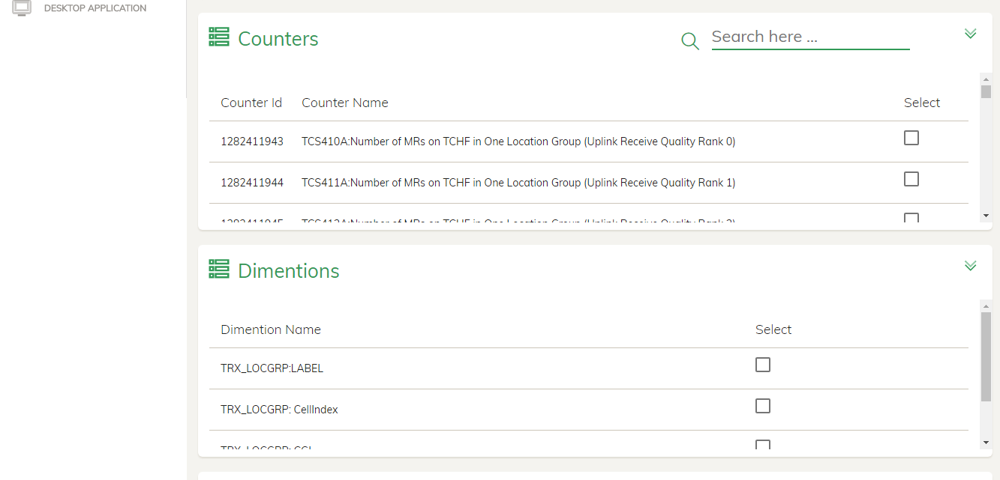 DESKTOP APPLICATION
Counters
Search here ...
Counter Id Counter Name Select
1282411943 TCS410A:Number of MRs on TCHF in One Location Group (Uplink Receive Quality Rank 0)
1282411944 TCS411A:Number of MRs on TCHF in One Location Group (Uplink Receive Quality Rank 1)
1282411945 TCS412A:Number of MRs on TCHF in One Location Group (Uplink Receive Quality Rank 2)
Dimentions
Dimention Name Select
TRX_LOCGRP:LABEL
TRX_LOCGRP: CellIndex
TRX_LOCGRP: